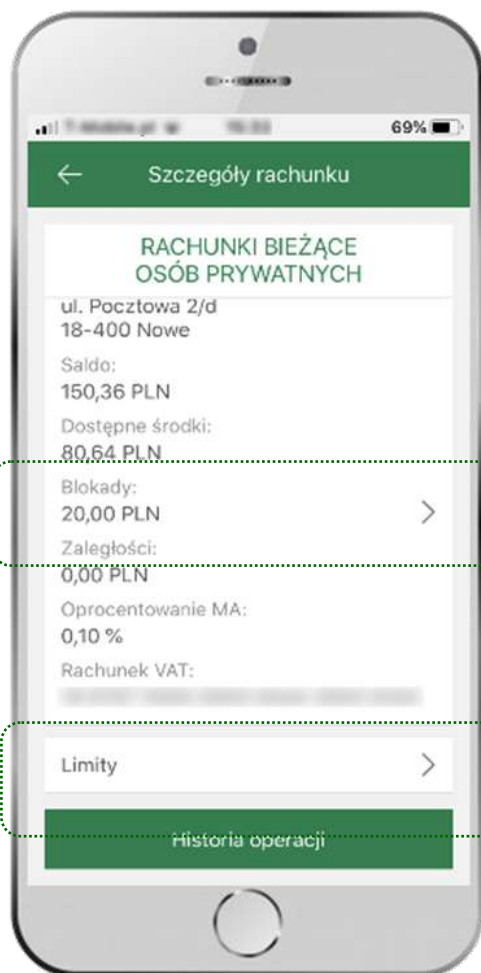 69%
Szczegóły rachunku
RACHUNKI BIEŻĄCE
OSÓB PRYWATNYCH
ul. Pocztowa 2/d
18-400 Nowe
Saldo:
150,36 PLN
Dostępne środki:
80,64 PLN
Blokady:
20,00 PLN
Zaległości:
0,00 PLN
Oprocentowanie MA:
0,10 %
Rachunek VAT:
Limity
Historia operacji